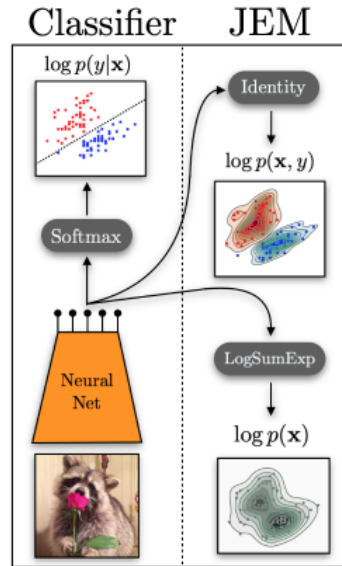 Classifier
JEM
log p(y|x)
Identity
log p(x, y)
Softmax
LogSumExp
Neural
Net
log p(x)